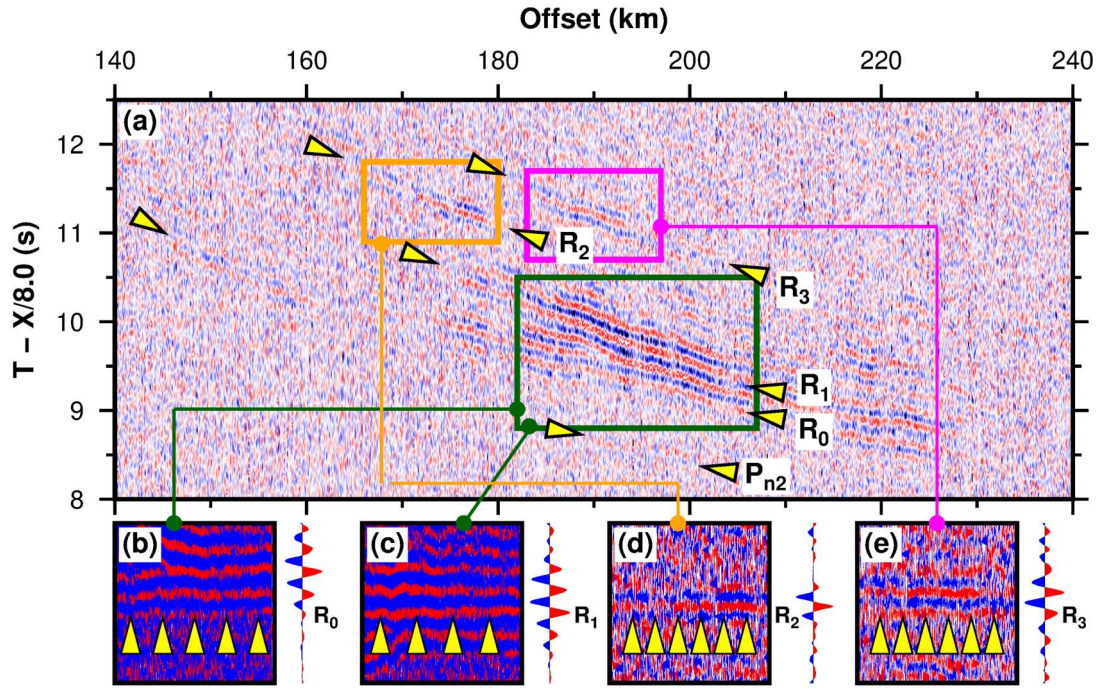 Offset (km)
140 160 180 200 220 240
(a)
12
11
10
9
8
T − X/8.0 (s)
R2
R3
R1
R0
Pn2
(b) R0 (c) R1 (d) R2 (e) R3